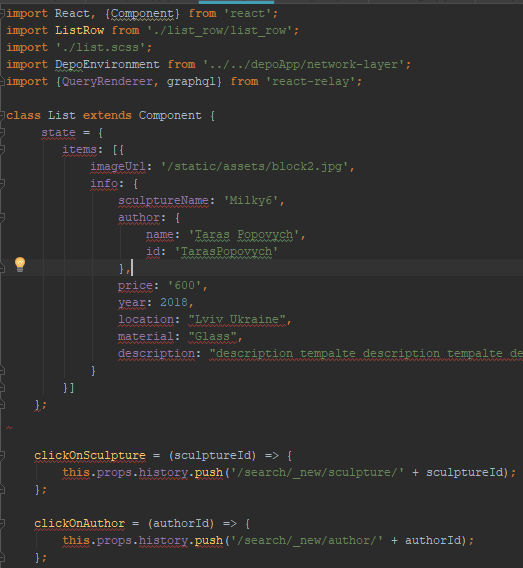 import React, {Component} from 'react';
import ListRow from './list_row/list_row';
import './list.scss';
import DepoEnvironment from '../../depoApp/network-layer';
import {QueryRenderer, graphql} from 'react-relay';
class List extends Component {
state = {
items: [{
imageUrl: '/static/assets/block2.jpg',
info: {
sculptureName: 'Milky6',
author: {
name: 'Taras Popovych',
id: 'TarasPopovych'
},
price: '600',
year: 2018,
location: "Lviv Ukraine",
material: "Glass",
description: "description tempalte description tempalte de
}
}]
};
clickOnSculpture = (sculptureId) => {
this.props.history.push('/search/_new/sculpture/' + sculptureId);
};
clickOnAuthor = (authorId) => {
this.props.history.push('/search/_new/author/' + authorId);
};